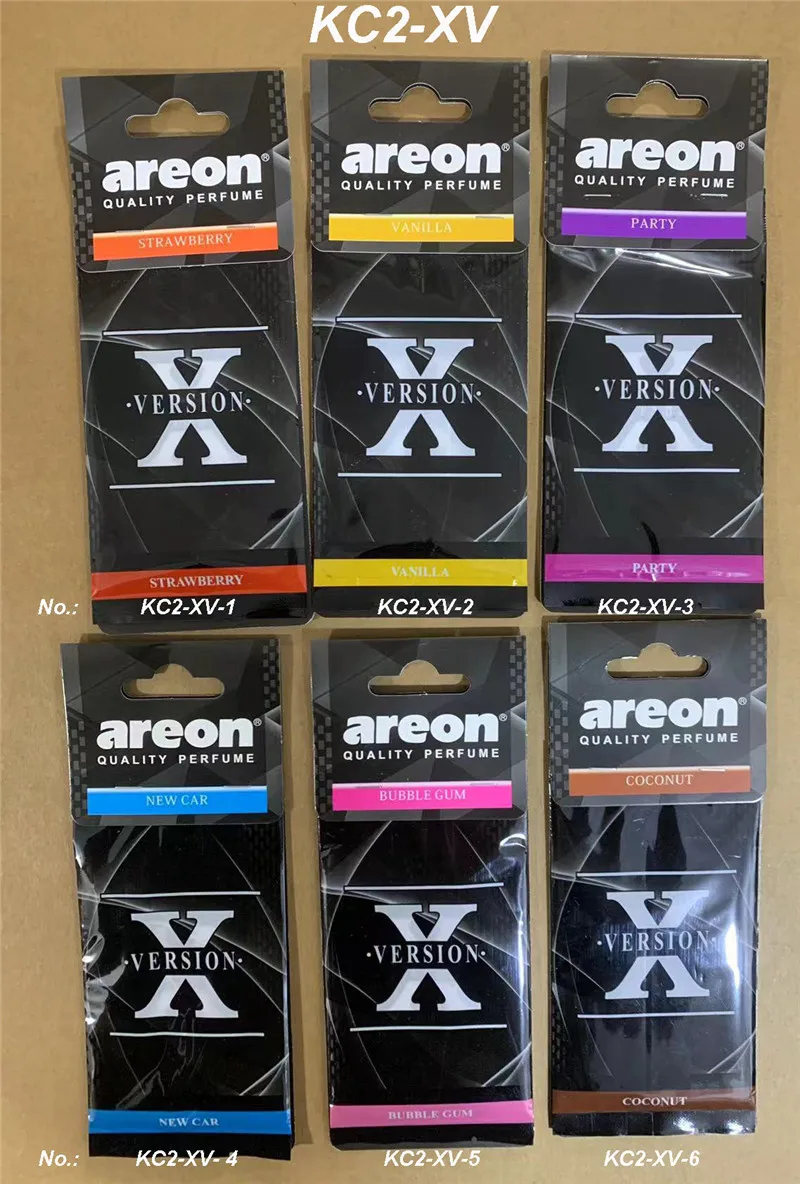 KC2-XV
areon®
QUALITY PERFUME
STRAWBERRY
X
·VERSION·
STRAWBERRY
areon®
QUALITY PERFUME
VANILLA
X
·VERSION·
VANILLA
areon®
QUALITY PERFUME
PARTY
X
·VERSION·
PARTY
No.: KC2-XV-1 KC2-XV-2 KC2-XV-3
areon®
QUALITY PERFUME
NEW CAR
X
·VERSION·
NEW CAR
areon®
QUALITY PERFUME
BUBBLE GUM
X
·VERSION·
BUBBLE GUM
areon®
QUALITY PERFUME
COCONUT
X
·VERSION·
COCONUT
No.: KC2-XV- 4 KC2-XV-5 KC2-XV-6